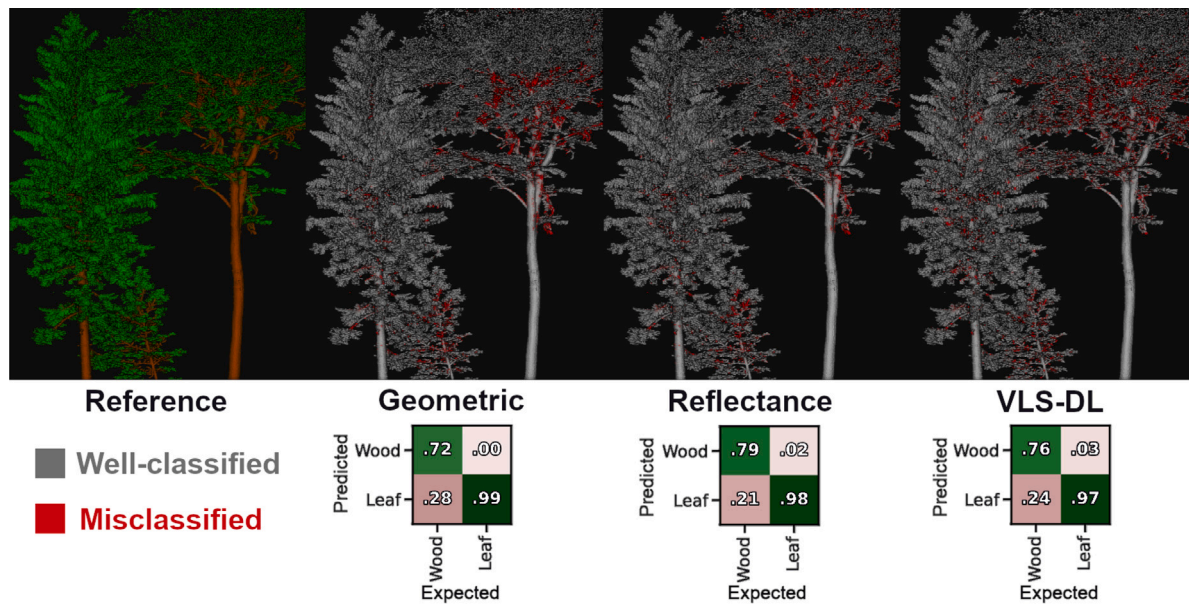 Reference
Geometric
Reflectance
VLS-DL
Well-classified
Misclassified
Predicted
Wood
Leaf
.72 .00
.28 .99
Wood
Leaf
Expected
Predicted
Wood
Leaf
.79 .02
.21 .98
Wood
Leaf
Expected
Predicted
Wood
Leaf
.76 .03
.24 .97
Wood
Leaf
Expected